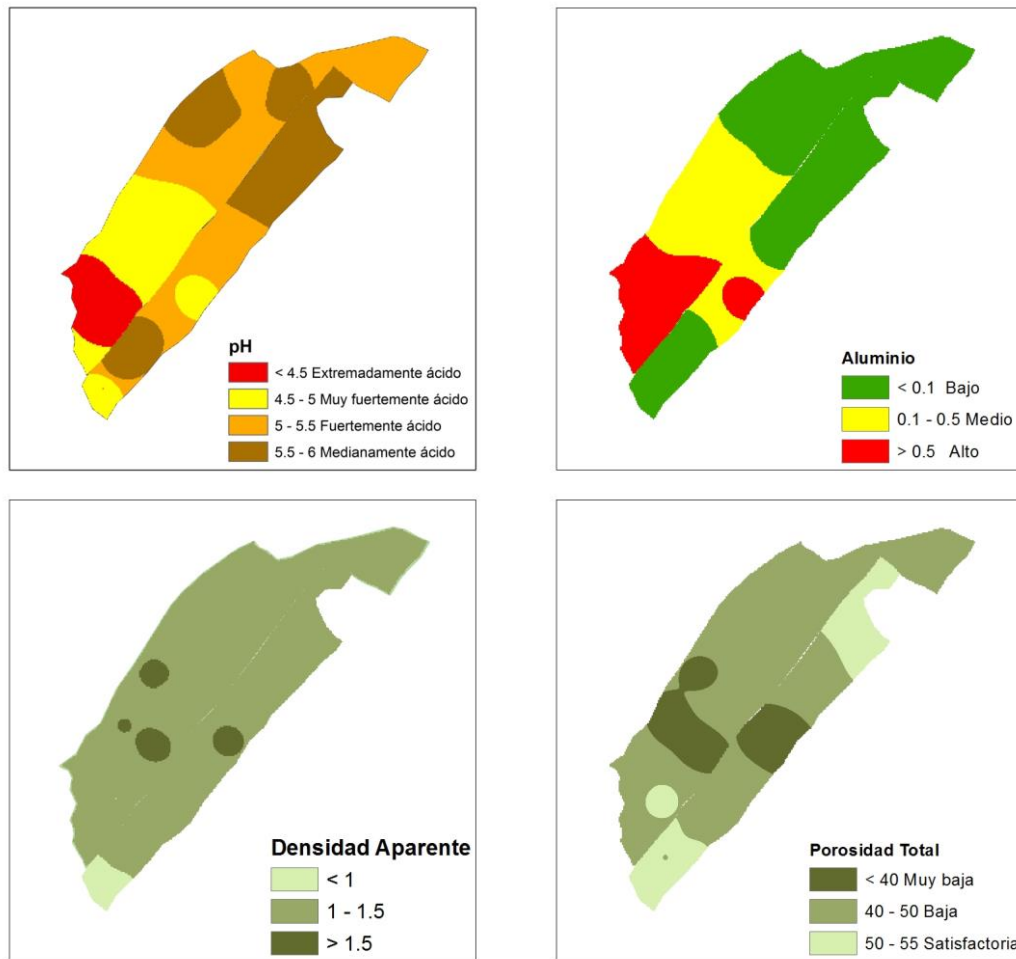 pH
< 4.5 Extremadamente ácido
4.5 - 5 Muy fuertemente ácido
5 - 5.5 Fuertemente ácido
5.5 - 6 Medianamente ácido
Aluminio
< 0.1 Bajo
0.1 - 0.5 Medio
> 0.5 Alto
Densidad Aparente
< 1
1 - 1.5
> 1.5
Porosidad Total
< 40 Muy baja
40 - 50 Baja
50 - 55 Satisfactoria